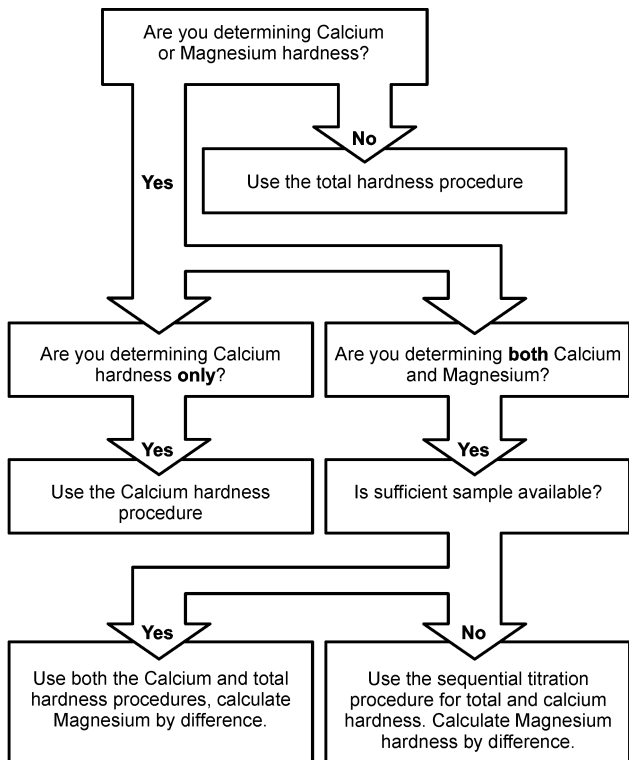 Are you determining Calcium
or Magnesium hardness?
No
Yes
Use the total hardness procedure
Are you determining Calcium
hardness only?
Are you determining both Calcium
and Magnesium?
Yes
Yes
Use the Calcium hardness
procedure
Is sufficient sample available?
Yes
No
Use both the Calcium and total
hardness procedures, calculate
Magnesium by difference.
Use the sequential titration
procedure for total and calcium
hardness. Calculate Magnesium
hardness by difference.